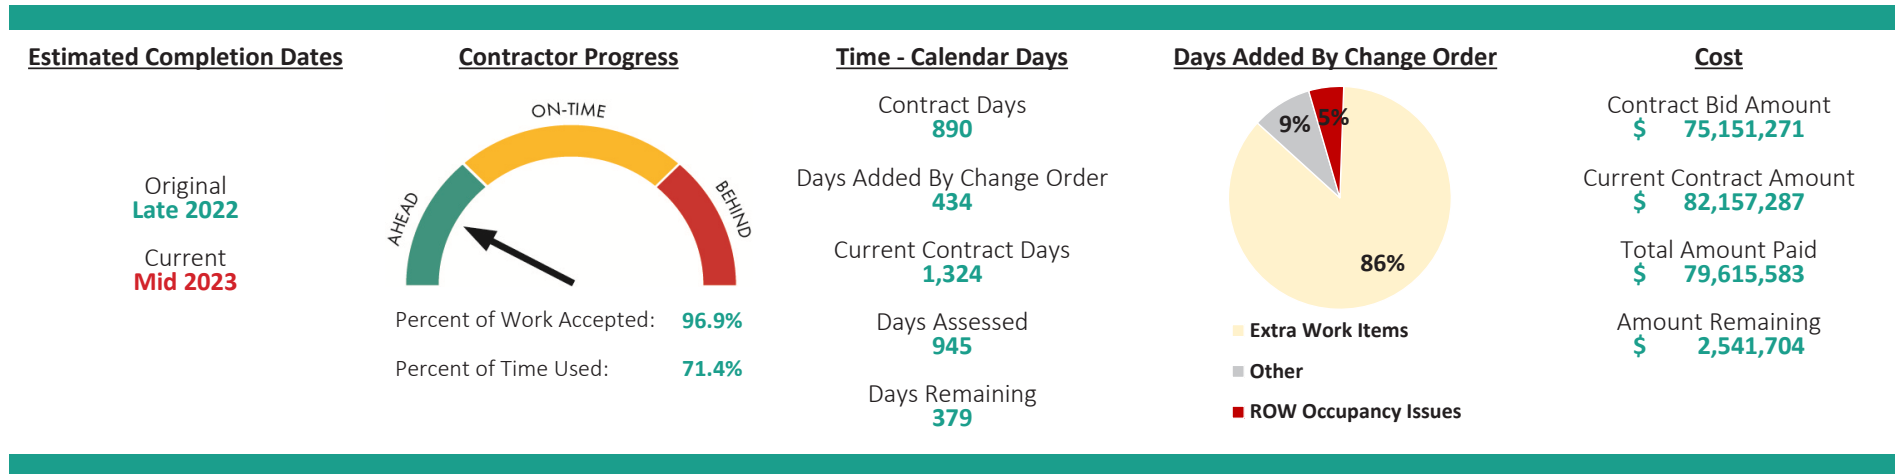 Estimated Completion Dates
Original
Late 2022
Current
Mid 2023
Contractor Progress
ON-TIME
AHEAD
BEHIND
Percent of Work Accepted: 96.9%
Percent of Time Used: 71.4%
Time - Calendar Days
Contract Days
890
Days Added By Change Order
434
Current Contract Days
1,324
Days Assessed
945
Days Remaining
379
Days Added By Change Order
9%
5%
86%
Extra Work Items
Other
ROW Occupancy Issues
Cost
Contract Bid Amount
$ 75,151,271
Current Contract Amount
$ 82,157,287
Total Amount Paid
$ 79,615,583
Amount Remaining
$ 2,541,704